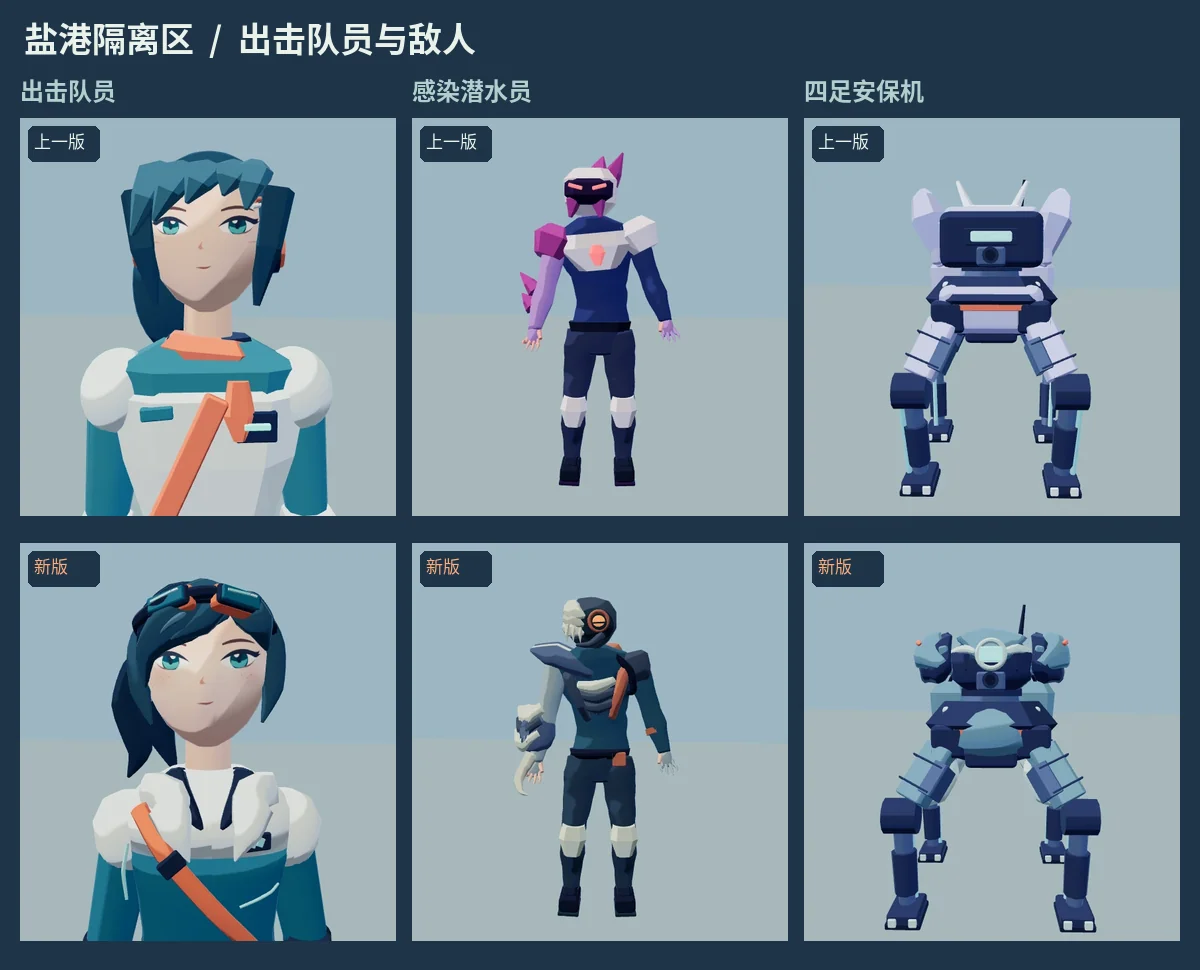 盐港隔离区 / 出击队员与敌人
出击队员
感染潜水员
四足安保机
上一版
上一版
上一版
新版
新版
新版